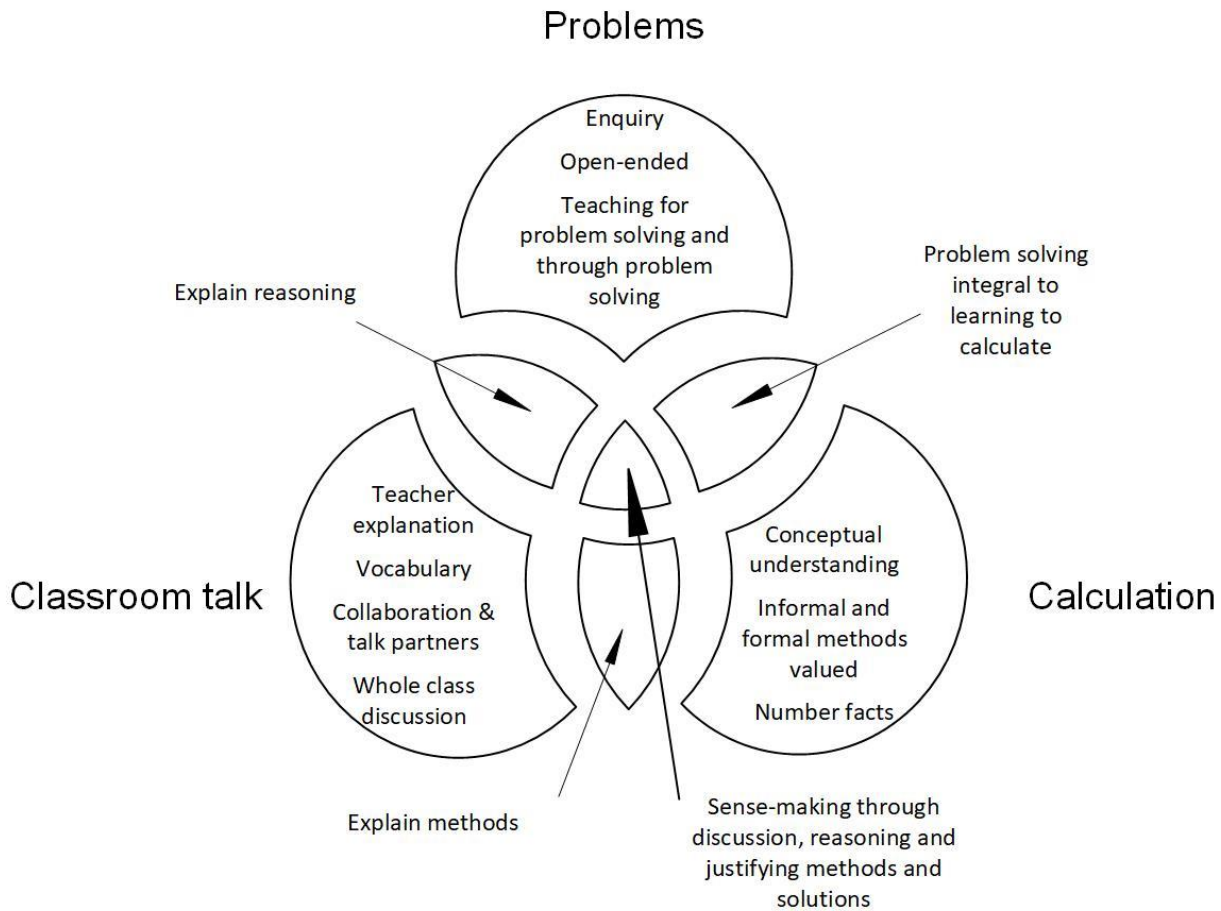 Problems
Enquiry
Open-ended
Teaching for
problem solving and
through problem
solving
Explain reasoning
Problem solving
integral to
learning to
calculate
Classroom talk
Teacher
explanation
Vocabulary
Collaboration &
talk partners
Whole class
discussion
Conceptual
understanding
Informal and
formal methods
valued
Number facts
Calculation
Explain methods
Sense-making through
discussion, reasoning and
justifying methods and
solutions